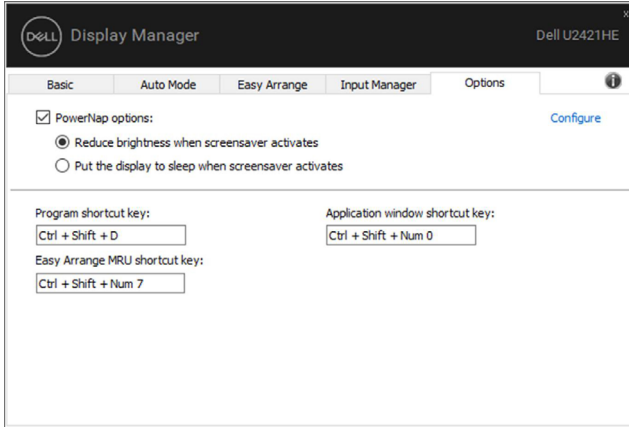 x
DELL Display Manager
Dell U2421HE
Basic Auto Mode Easy Arrange Input Manager Options
PowerNap options:
Configure
Reduce brightness when screensaver activates
Put the display to sleep when screensaver activates
Program shortcut key:
Application window shortcut key:
Ctrl + Shift + D
Ctrl + Shift + Num 0
Easy Arrange MRU shortcut key:
Ctrl + Shift + Num 7